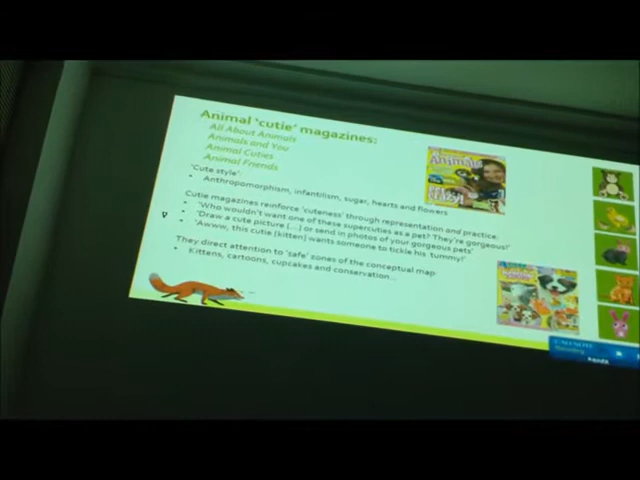 Animal 'cutie' magazines:
All About Animals
Animals and You
Animal Cuties
Animal Friends
'Cute style':
• Anthropomorphism, infantilism, sugar, hearts and flowers
Cutie magazines reinforce 'cuteness' through representation and practice:
• 'Who wouldn't want one of these supercuties as a pet? They're gorgeous!'
• 'Draw a cute picture [...] or send in photos of your gorgeous pets'
• 'Awww, this cutie [kitten] wants someone to tickle his tummy!'
They direct attention to 'safe' zones of the conceptual map:
• Kittens, cartoons, cupcakes and conservation...
Animals